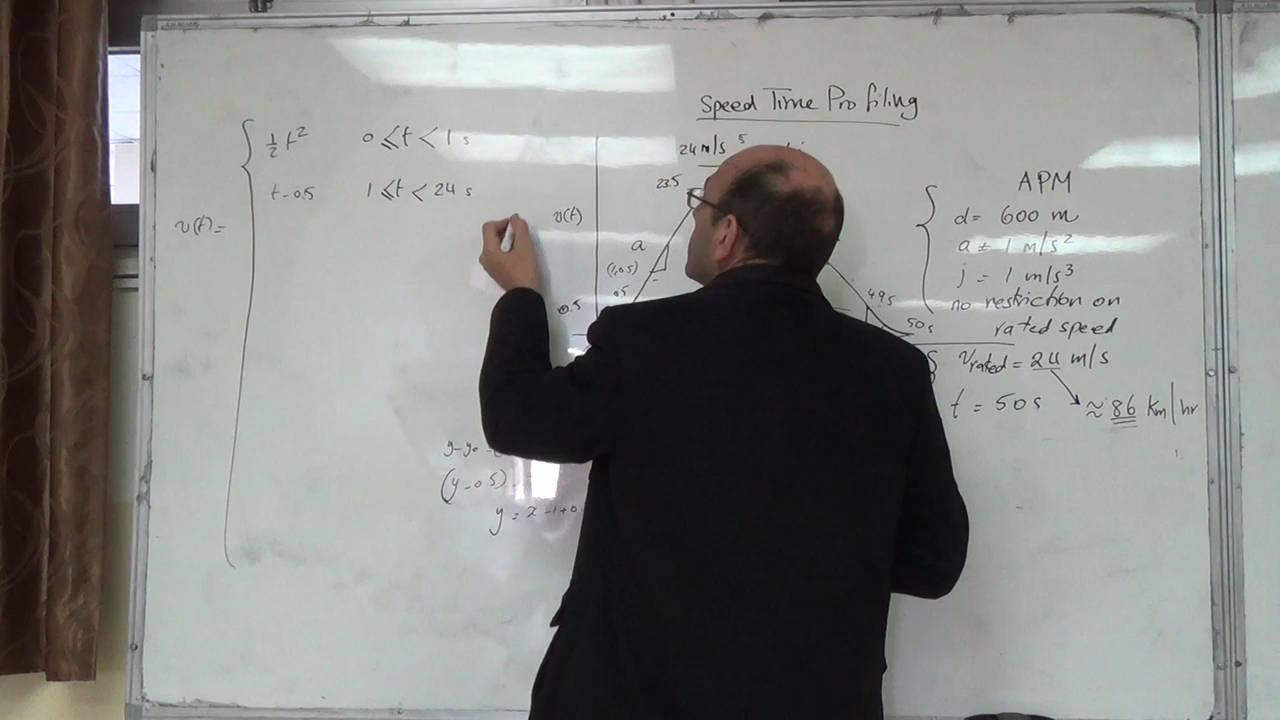 Speed Time Profiling
½ t² 0 ⩽ t < 1 s
t - 0.5 1 ⩽ t < 24 s
v(t) =
24 m/s
23.5
v(t)
a
(1,0.5)
0.5
0.5
49 s
50 s
APM
d = 600 m
a = 1 m/s²
j = 1 m/s³
no restriction on
rated speed
Vrated = 24 m/s
t = 50 s ≈ 86 Km/hr
y - y₀
(y - 0.5)
y = x - 1 + 0.